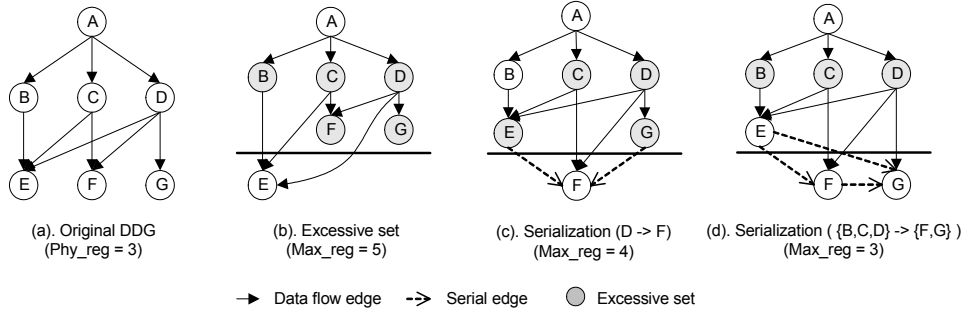 A
B
C
D
E
F
G
(a). Original DDG
(Phy_reg = 3)
A
B
C
D
F
G
E
(b). Excessive set
(Max_reg = 5)
A
B
C
D
E
G
F
(c). Serialization (D -> F)
(Max_reg = 4)
A
B
C
D
E
F
G
(d). Serialization ( {B,C,D} -> {F,G} )
(Max_reg = 3)
Data flow edge
Serial edge
Excessive set